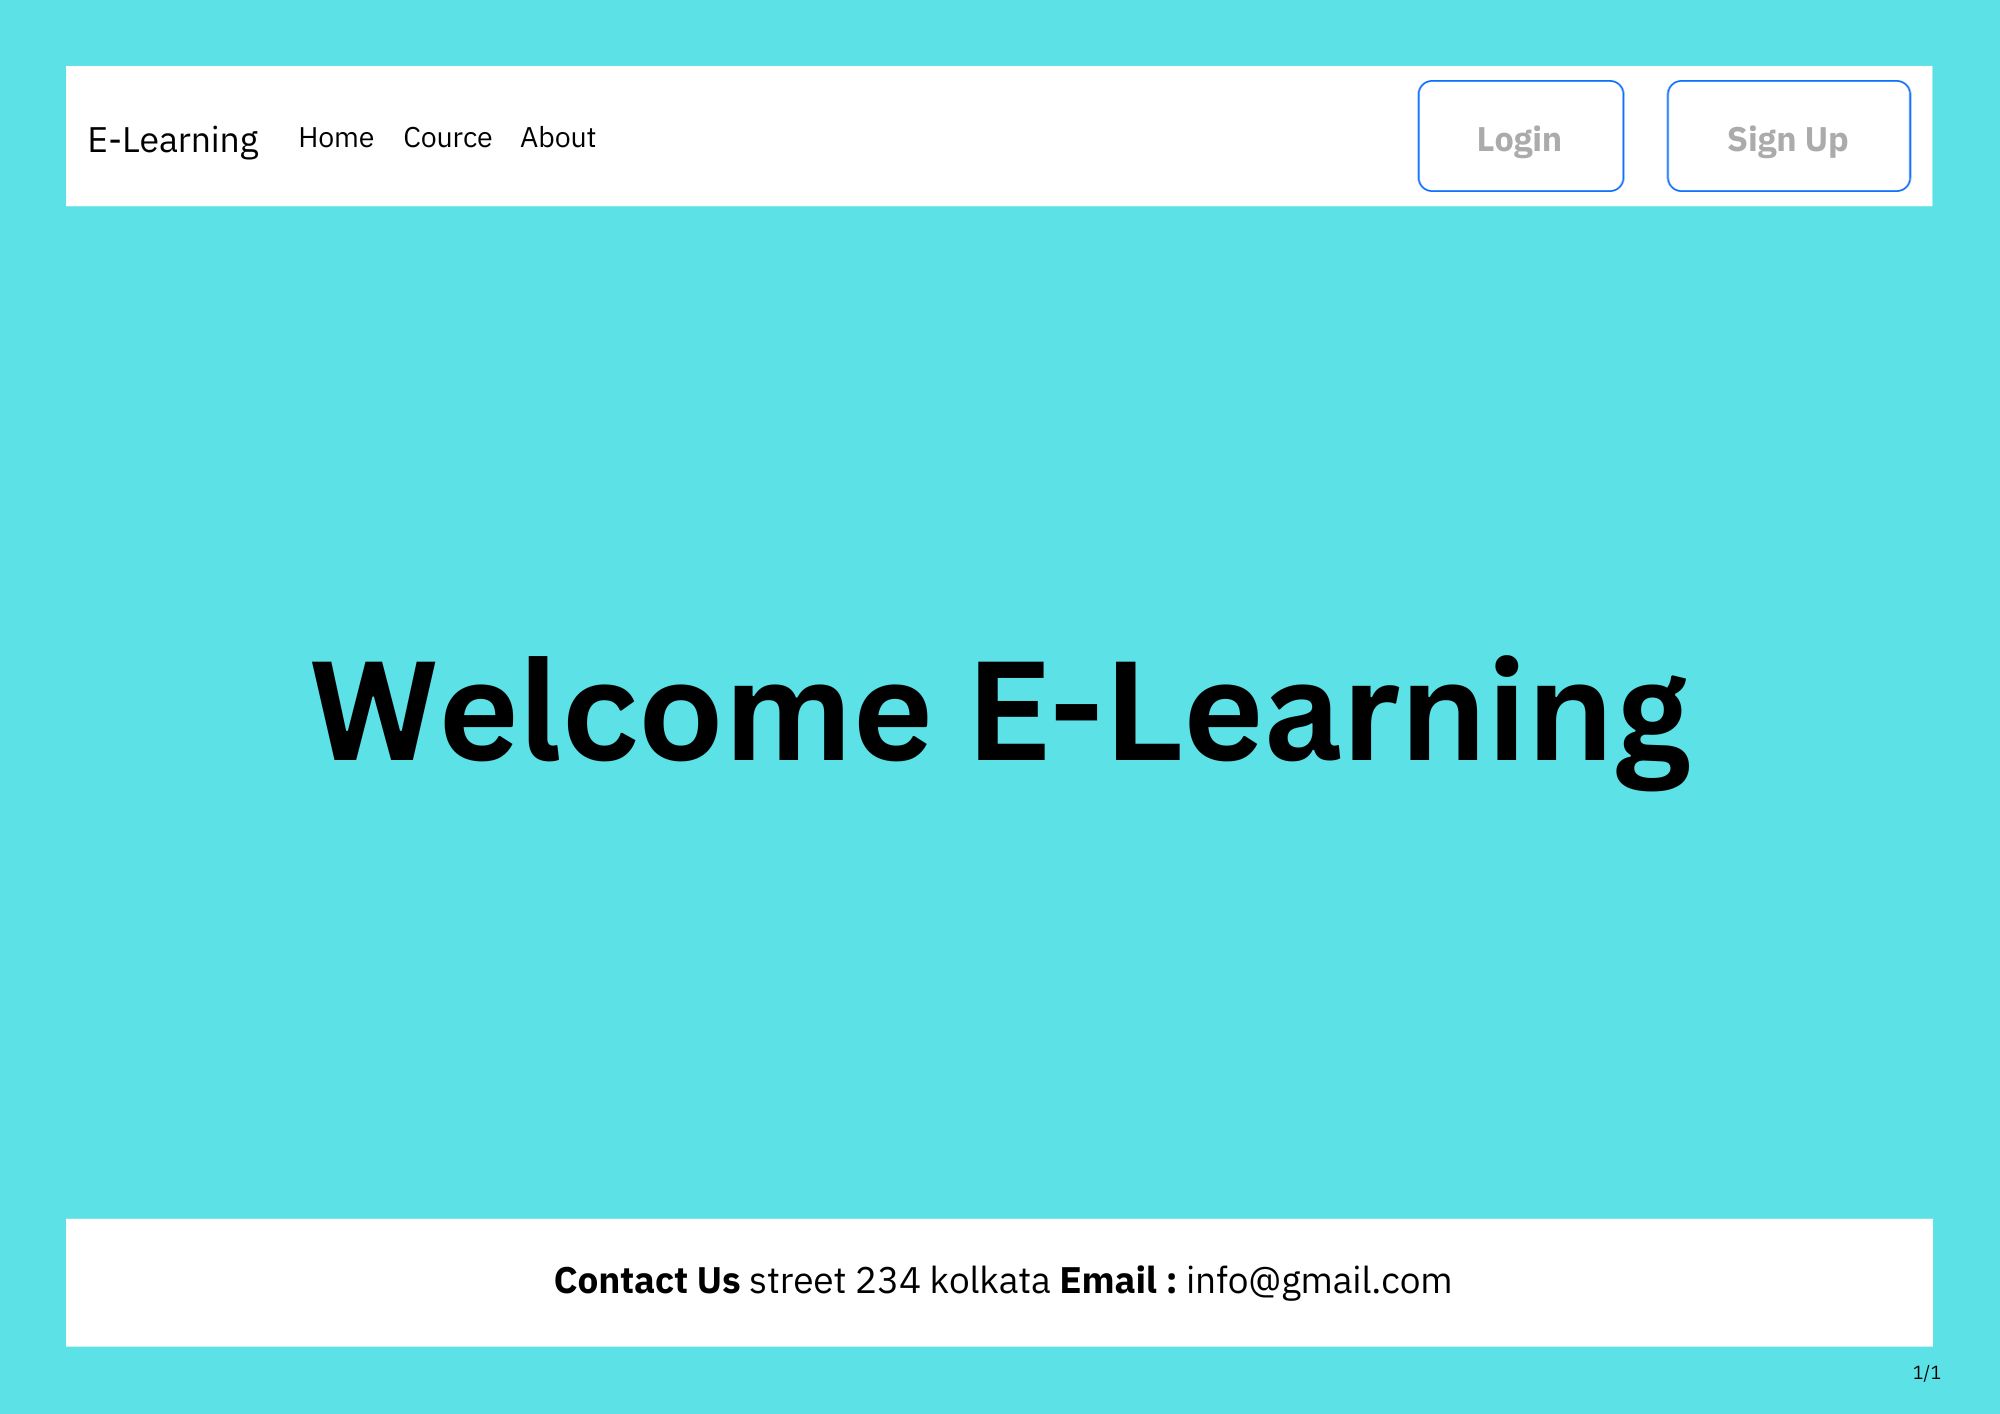 E-Learning Home Cource About Login Sign Up
Welcome E-Learning
Contact Us street 234 kolkata Email : info@gmail.com
1/1